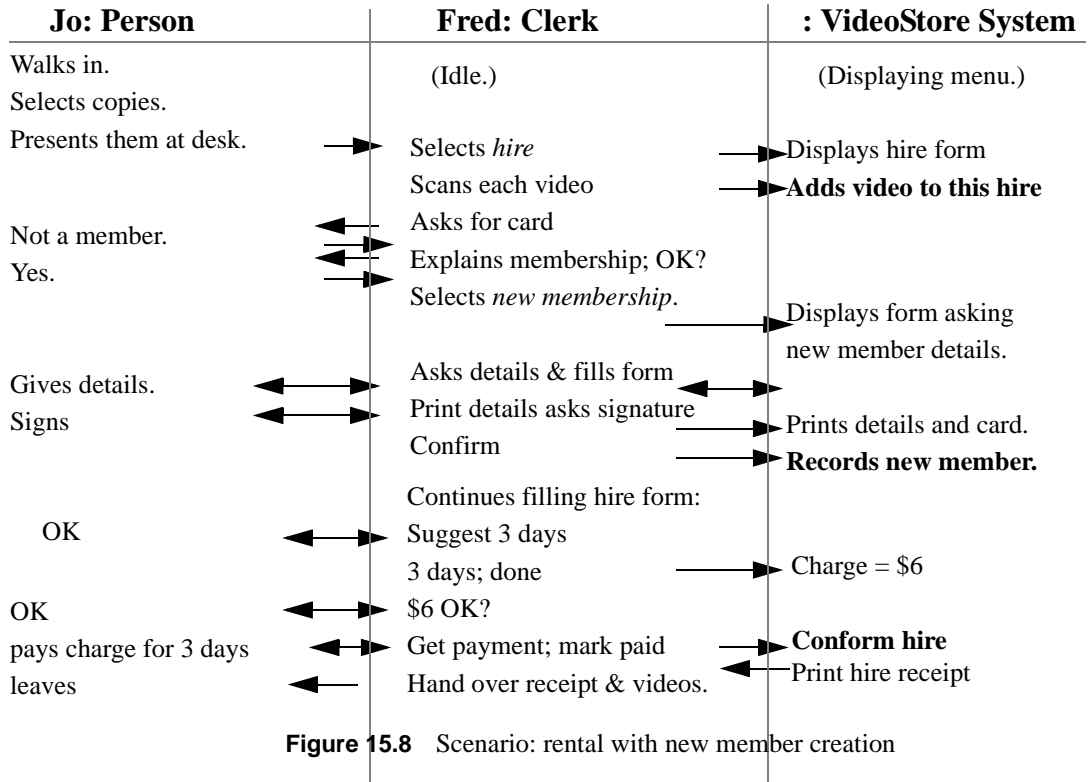 Jo: Person Fred: Clerk : VideoStore System
Walks in.
(Idle.) (Displaying menu.)
Selects copies.
Presents them at desk. Selects hire Displays hire form
Scans each video Adds video to this hire
Asks for card
Not a member.
Explains membership; OK?
Yes.
Selects new membership.
Displays form asking
new member details.
Asks details & fills form
Gives details.
Print details asks signature
Signs
Prints details and card.
Confirm
Records new member.
Continues filling hire form:
OK Suggest 3 days
3 days; done Charge = $6
OK $6 OK?
pays charge for 3 days Get payment; mark paid Conform hire
Print hire receipt
leaves Hand over receipt & videos.
Figure 15.8 Scenario: rental with new member creation